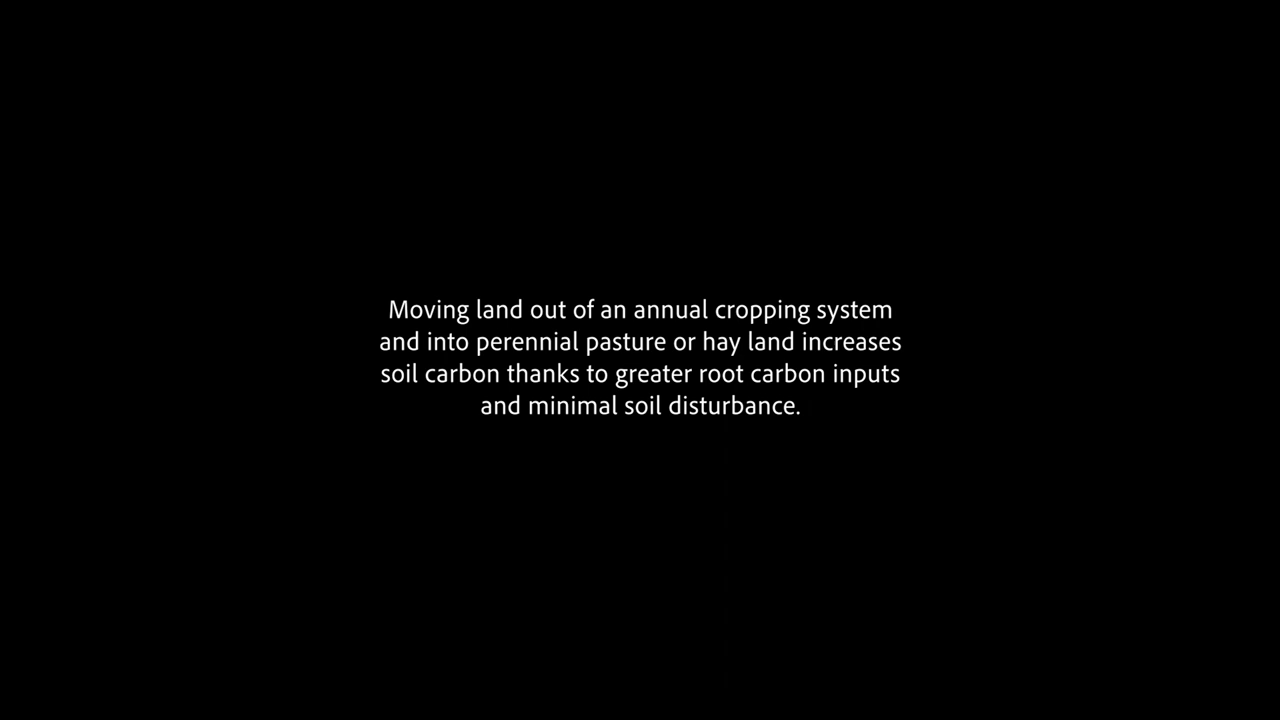 Moving land out of an annual cropping system
and into perennial pasture or hay land increases
soil carbon thanks to greater root carbon inputs
and minimal soil disturbance.